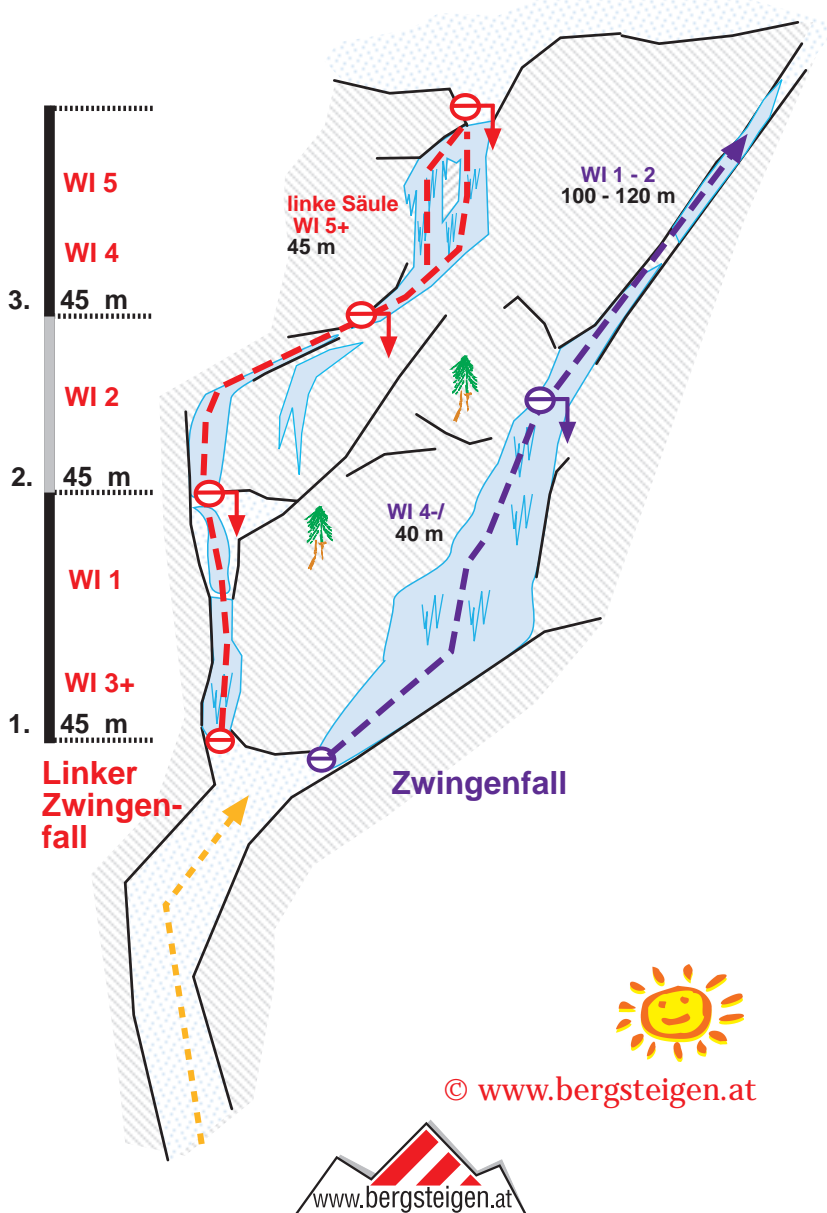 WI 5
WI 4
3. 45 m
WI 2
2. 45 m
WI 1
WI 3+
1. 45 m
Linker
Zwingen-
fall
linke Säule
WI 5+
45 m
WI 1 - 2
100 - 120 m
WI 4-/
40 m
Zwingenfall
© www.bergsteigen.at
www.bergsteigen.at